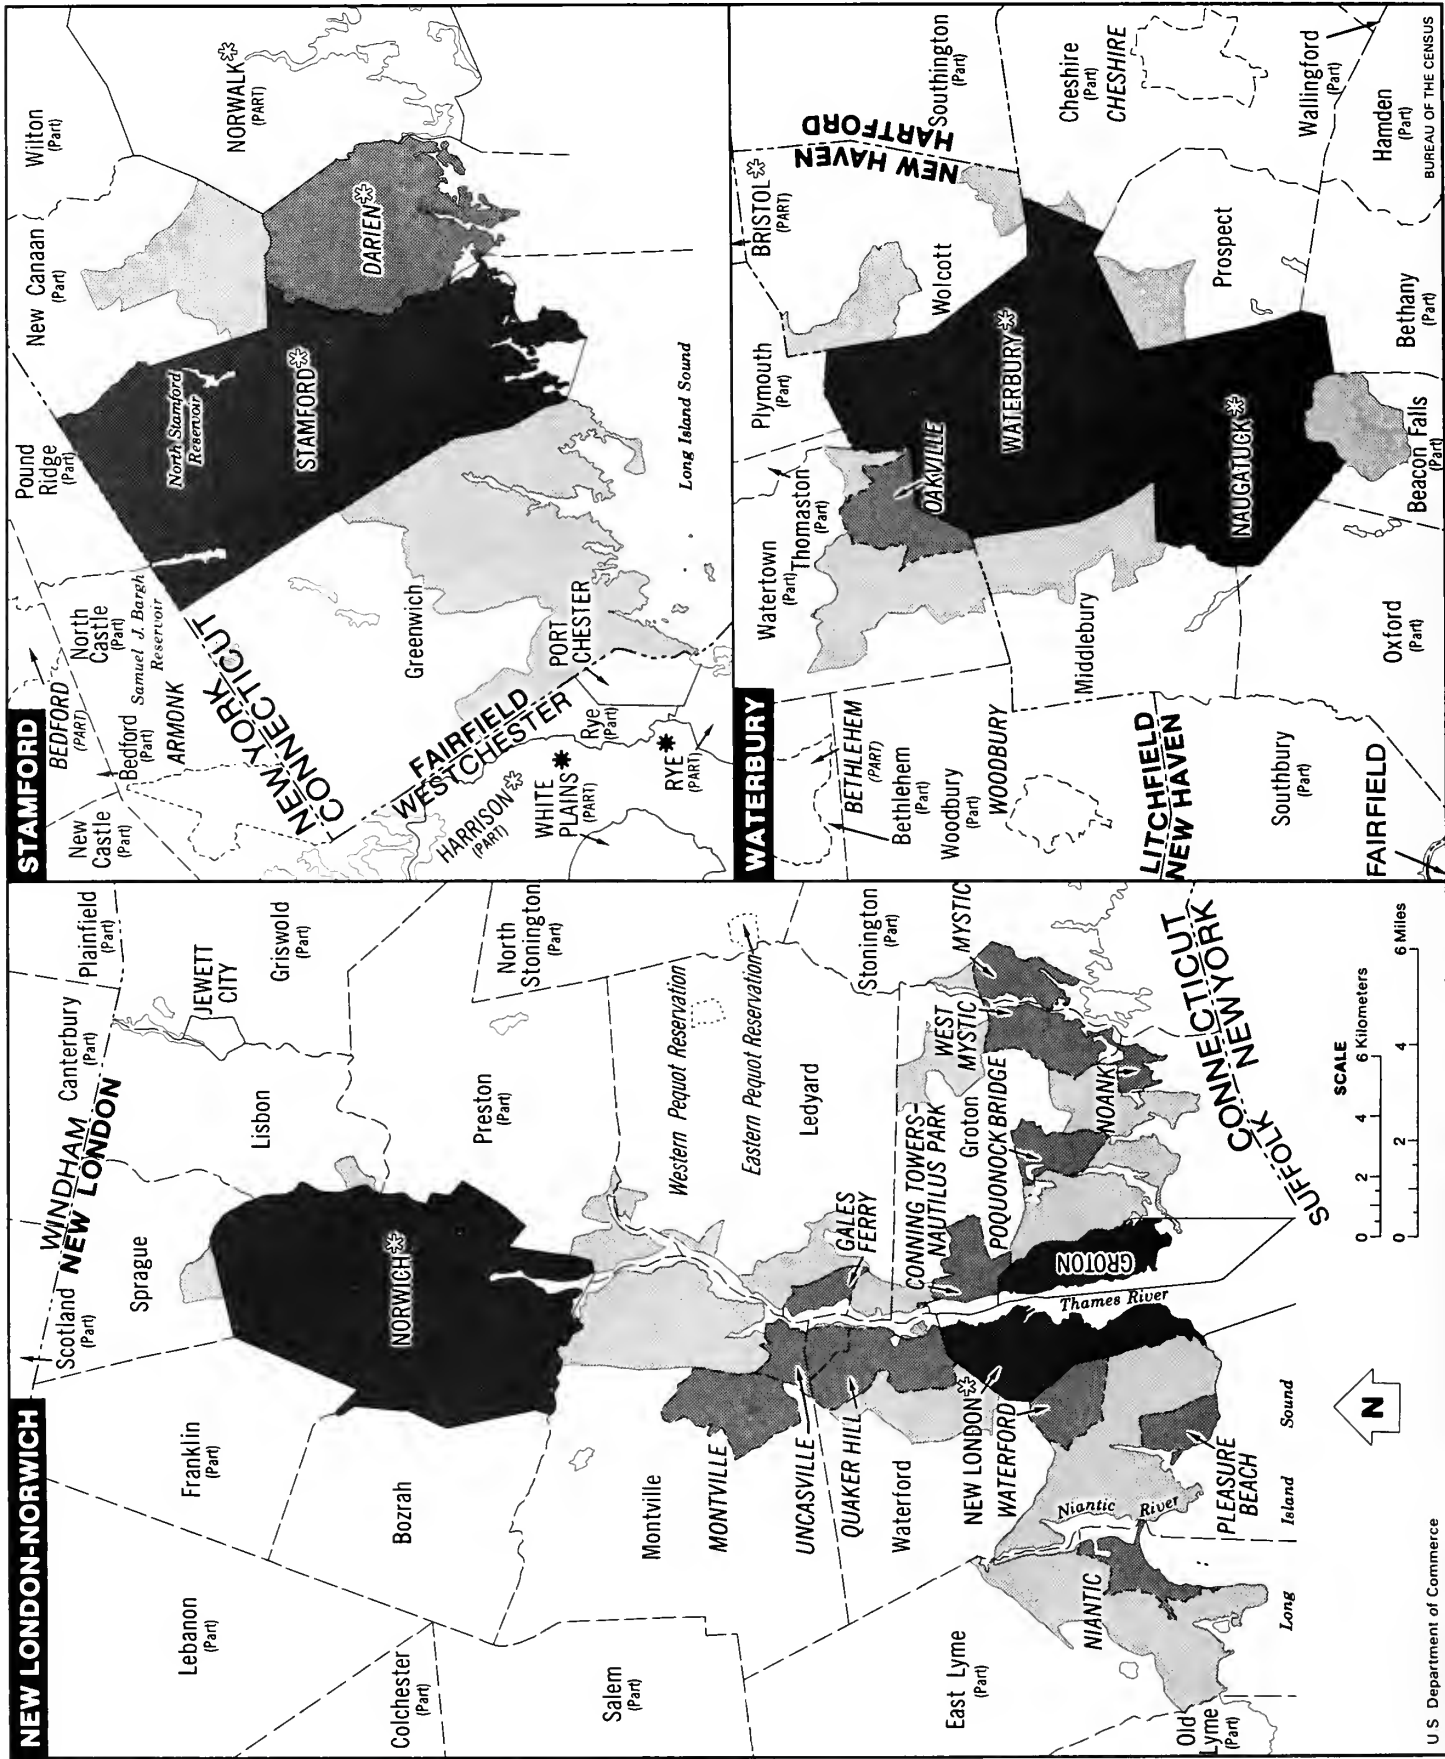 NEW LONDON-NORWICH
Scotland
(Part)
WINDHAM
NEW LONDON
Canterbury
(Part)
Plainfield
(Part)
Franklin
(Part)
Sprague
Lebanon
(Part)
JEWETT
CITY
Griswold
(Part)
Lisbon
NORWICH
Bozrah
Colchester
(Part)
Preston
(Part)
North
Stonington
(Part)
Salem
(Part)
Montville
MONTVILLE
Western Pequot Reservation
Eastern Pequot Reservation
Ledyard
UNCASVILLE
QUAKER HILL
GALES
FERRY
Waterford
Stonington
(Part)
CONNING TOWERS-
NAUTILUS PARK
WEST
MYSTIC
MYSTIC
East Lyme
(Part)
NEW LONDON
WATERFORD
Groton
POQUONOCK BRIDGE
GROTON
Thames River
NOANK
NIANTIC
Niantic
River
PLEASURE
BEACH
Old
Lyme
(Part)
Long
Island
Sound
CONNECTICUT
NEW YORK
SUFFOLK
N
SCALE
0 2 4 6 Kilometers
0 2 4 6 Miles
U S Department of Commerce
STAMFORD
BEDFORD
(PART)
New
Castle
(Part)
Bedford
(Part)
North
Castle
(Part)
Samuel J. Bargh
Reservoir
ARMONK
Pound
Ridge
(Part)
New Canaan
(Part)
Wilton
(Part)
NEW YORK
CONNECTICUT
North Stamford
Reservoir
STAMFORD
DARIEN
NORWALK
(PART)
Greenwich
FAIRFIELD
WESTCHESTER
HARRISON
(PART)
WHITE
PLAINS
(PART)
Rye
(Part)
PORT
CHESTER
RYE
(PART)
Long Island Sound
WATERBURY
Watertown
(Part)
Thomaston
(Part)
Plymouth
(Part)
BRISTOL
(PART)
NEW HAVEN
HARTFORD
Southington
(Part)
BETHLEHEM
(PART)
Bethlehem
(Part)
Woodbury
(Part)
WOODBURY
OAKVILLE
Wolcott
WATERBURY
Cheshire
(Part)
CHESHIRE
Middlebury
LITCHFIELD
NEW HAVEN
Southbury
(Part)
NAUGATUCK
Prospect
Wallingford
(Part)
Oxford
(Part)
Beacon Falls
(Part)
Bethany
(Part)
Hamden
(Part)
FAIRFIELD
BUREAU OF THE CENSUS